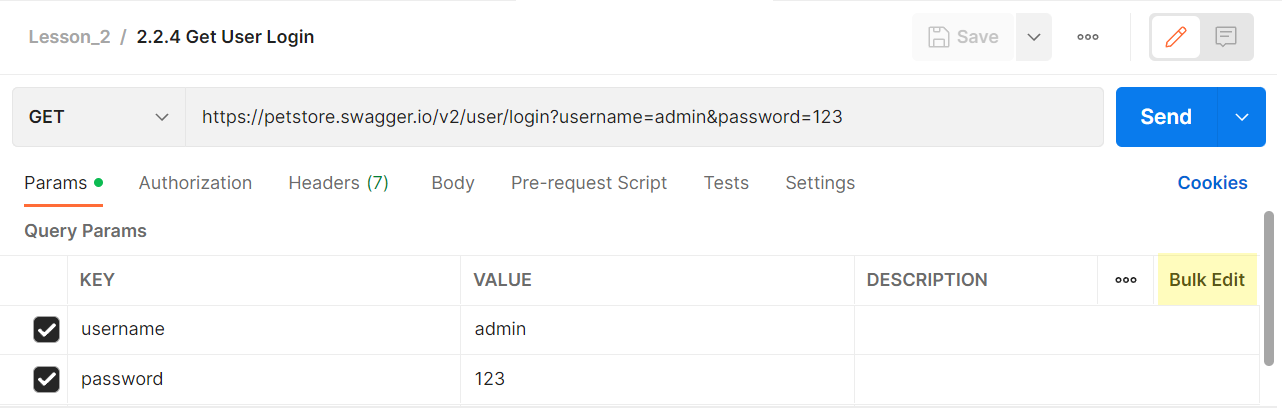 Lesson_2 / 2.2.4 Get User Login Save
GET https://petstore.swagger.io/v2/user/login?username=admin&password=123 Send
Params Authorization Headers (7) Body Pre-request Script Tests Settings Cookies
Query Params
KEY VALUE DESCRIPTION Bulk Edit
username admin
password 123